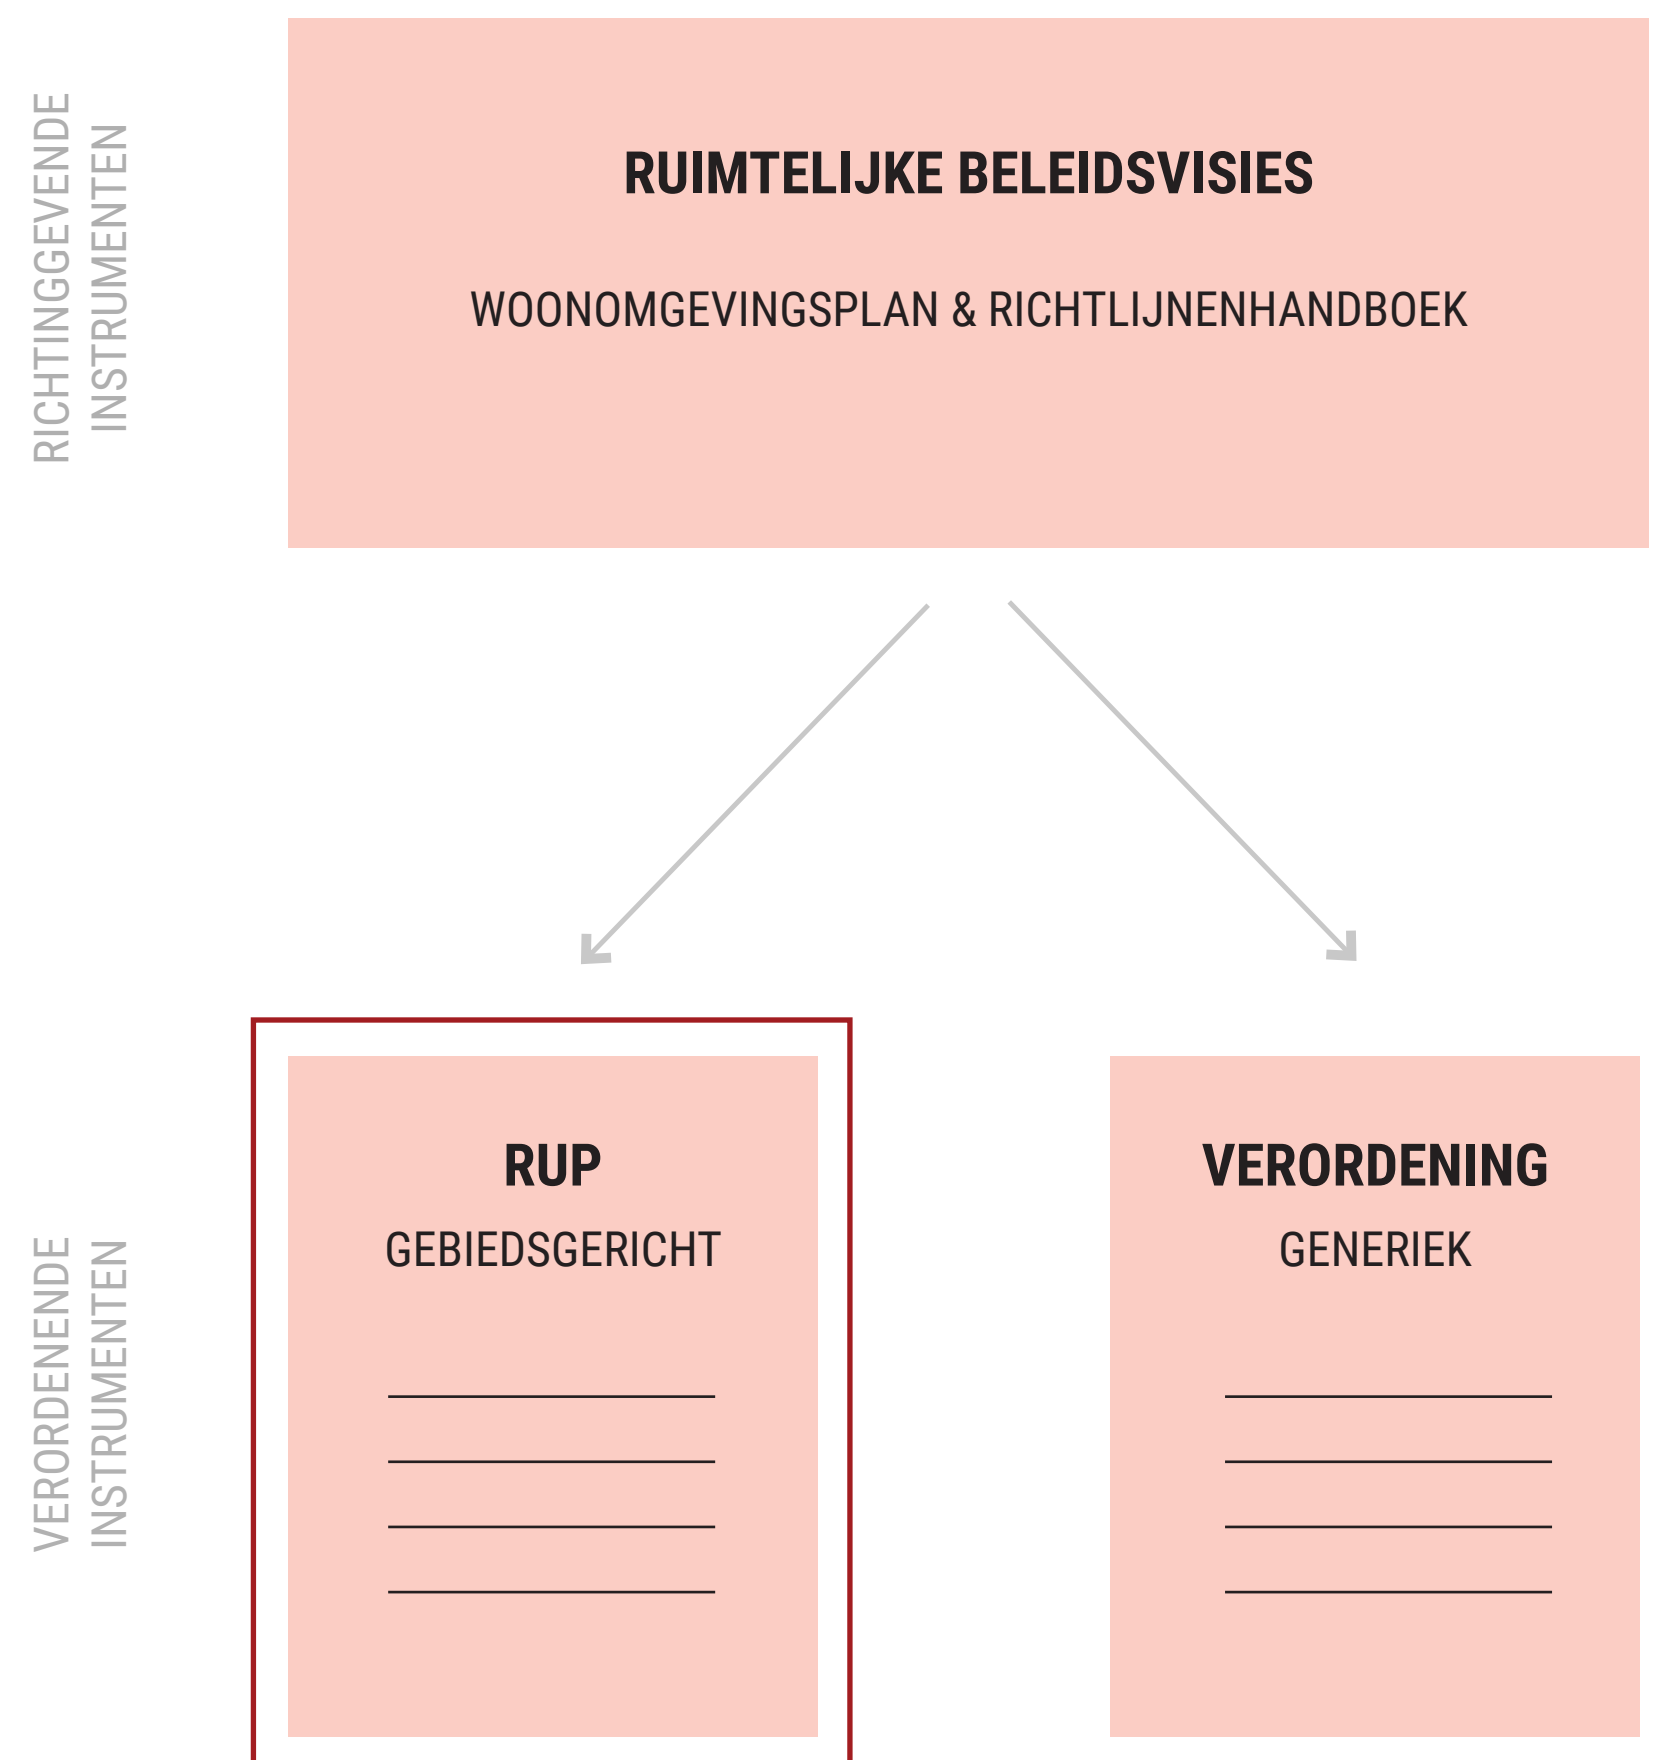 RICHTINGGEVENDE
INSTRUMENTEN
RUIMTELIJKE BELEIDSVISIES
WOONOMGEVINGSPLAN & RICHTLIJNENHANDBOEK
VERORDENENDE
INSTRUMENTEN
RUP
GEBIEDSGERICHT
VERORDENING
GENERIEK